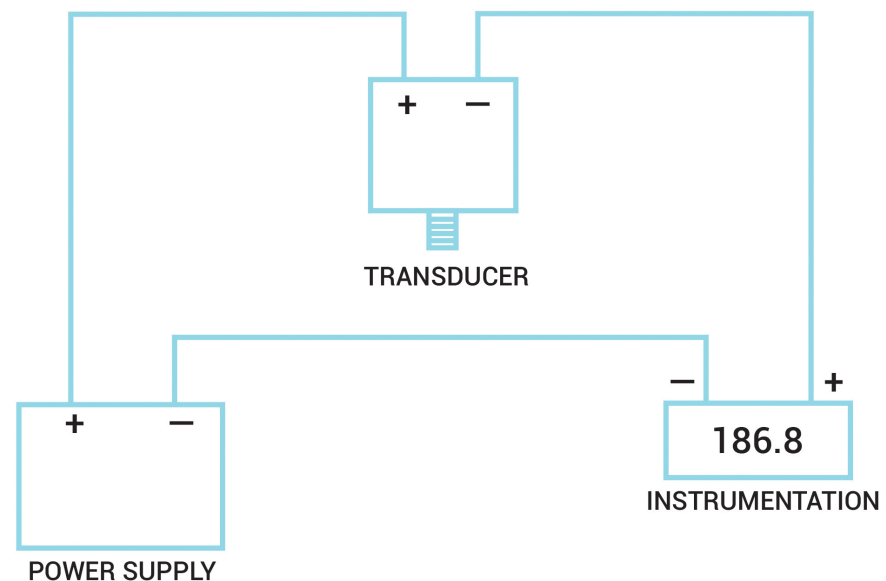 + —
TRANSDUCER
— +
+ —
186.8
INSTRUMENTATION
POWER SUPPLY